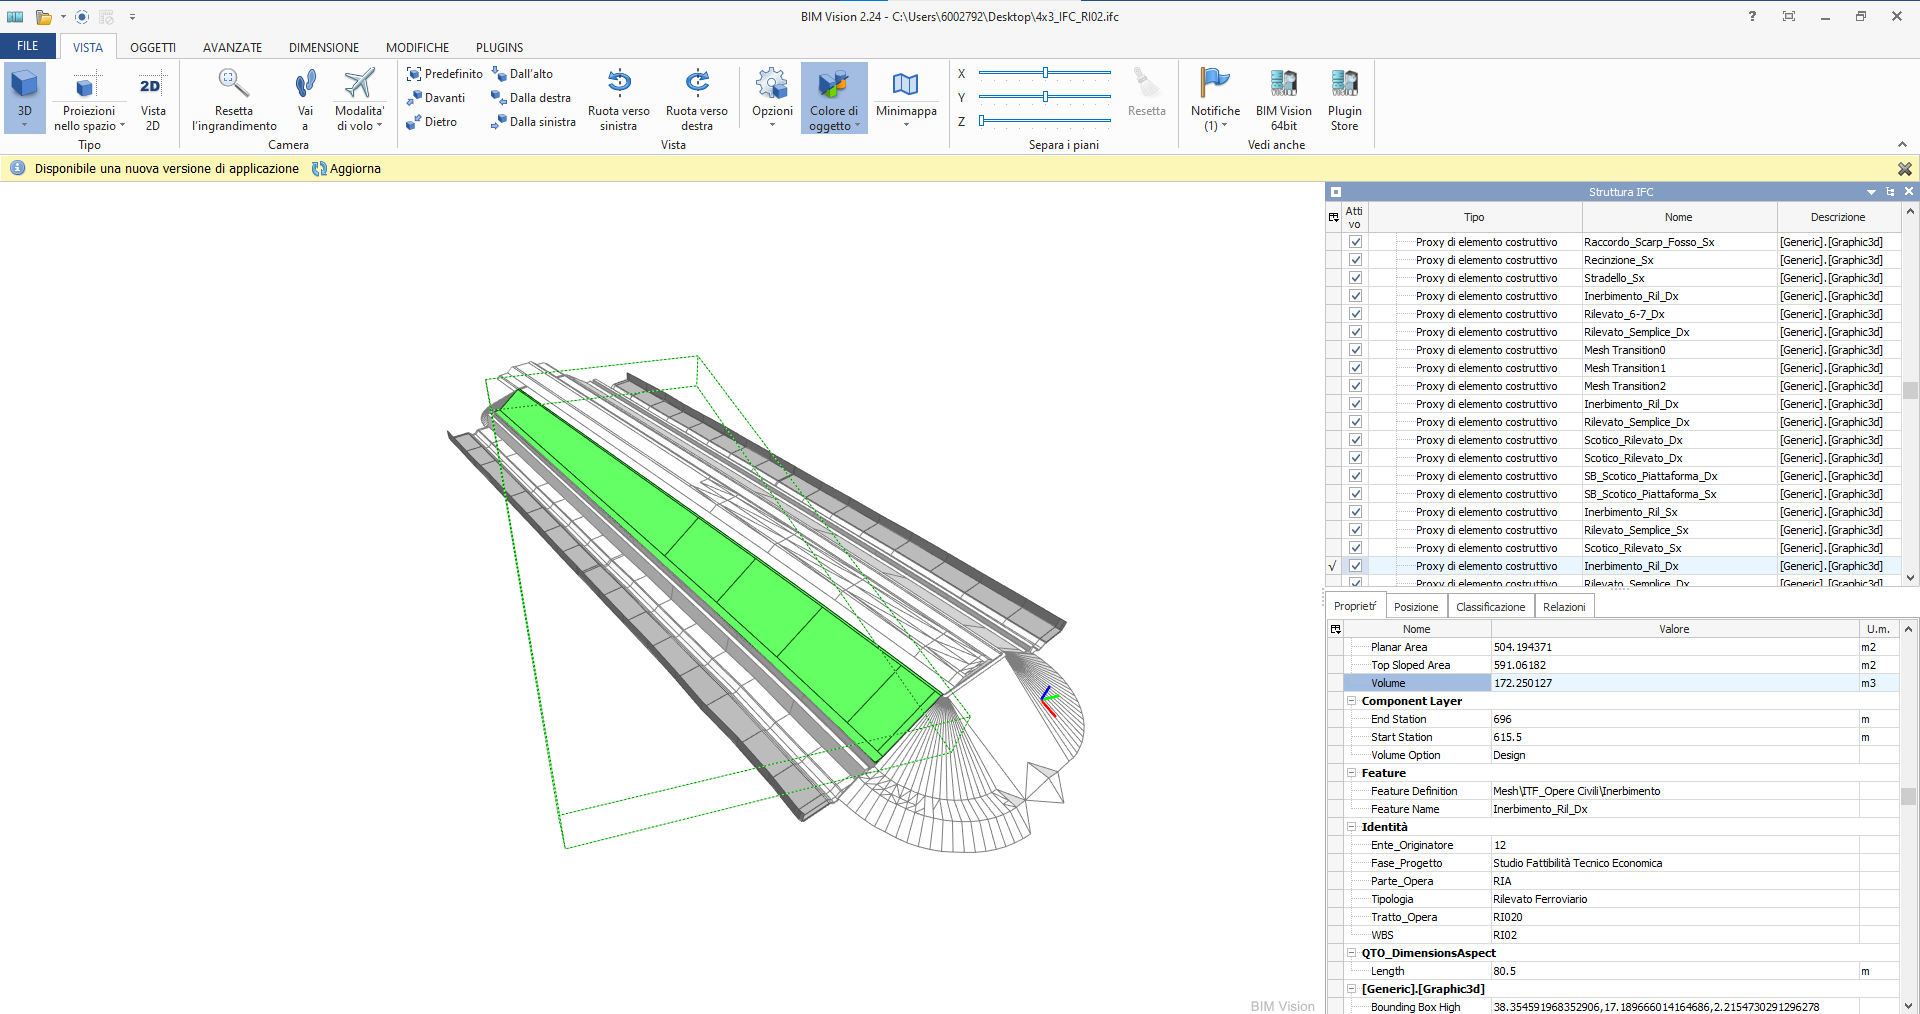 BIM Vision 2.24 - C:\Users\6002792\Desktop\4x3_IFC_RI02.ifc
FILE VISTA OGGETTI AVANZATE DIMENSIONE MODIFICHE PLUGINS
3D
Proiezioni nello spazio
Vista 2D
Tipo
Resetta l'ingrandimento
Vai a
Modalita' di volo
Camera
Predefinito
Davanti
Dietro
Dall'alto
Dalla destra
Dalla sinistra
Ruota verso sinistra
Ruota verso destra
Opzioni
Colore di oggetto
Minimappa
Vista
X
Y
Z
Resetta
Separa i piani
Notifiche (1)
BIM Vision 64bit
Plugin Store
Vedi anche
Disponibile una nuova versione di applicazione Aggiorna
Struttura IFC
Atti vo Tipo Nome Descrizione
Proxy di elemento costruttivo Raccordo_Scarp_Fosso_Sx [Generic].[Graphic3d]
Proxy di elemento costruttivo Recinzione_Sx [Generic].[Graphic3d]
Proxy di elemento costruttivo Stradello_Sx [Generic].[Graphic3d]
Proxy di elemento costruttivo Inerbimento_Ril_Dx [Generic].[Graphic3d]
Proxy di elemento costruttivo Rilevato_6-7_Dx [Generic].[Graphic3d]
Proxy di elemento costruttivo Rilevato_Semplice_Dx [Generic].[Graphic3d]
Proxy di elemento costruttivo Mesh Transition0 [Generic].[Graphic3d]
Proxy di elemento costruttivo Mesh Transition1 [Generic].[Graphic3d]
Proxy di elemento costruttivo Mesh Transition2 [Generic].[Graphic3d]
Proxy di elemento costruttivo Inerbimento_Ril_Dx [Generic].[Graphic3d]
Proxy di elemento costruttivo Rilevato_Semplice_Dx [Generic].[Graphic3d]
Proxy di elemento costruttivo Scotico_Rilevato_Dx [Generic].[Graphic3d]
Proxy di elemento costruttivo Scotico_Rilevato_Dx [Generic].[Graphic3d]
Proxy di elemento costruttivo SB_Scotico_Piattaforma_Dx [Generic].[Graphic3d]
Proxy di elemento costruttivo SB_Scotico_Piattaforma_Sx [Generic].[Graphic3d]
Proxy di elemento costruttivo Inerbimento_Ril_Sx [Generic].[Graphic3d]
Proxy di elemento costruttivo Rilevato_Semplice_Sx [Generic].[Graphic3d]
Proxy di elemento costruttivo Scotico_Rilevato_Sx [Generic].[Graphic3d]
Proxy di elemento costruttivo Inerbimento_Ril_Dx [Generic].[Graphic3d]
Proxy di elemento costruttivo Rilevato_Semplice_Dx [Generic].[Graphic3d]
Proprietŕ Posizione Classificazione Relazioni
Nome Valore U.m.
Planar Area 504.194371 m2
Top Sloped Area 591.06182 m2
Volume 172.250127 m3
Component Layer
End Station 696 m
Start Station 615.5 m
Volume Option Design
Feature
Feature Definition Mesh\ITF_Opere Civili\Inerbimento
Feature Name Inerbimento_Ril_Dx
Identità
Ente_Originatore 12
Fase_Progetto Studio Fattibilità Tecnico Economica
Parte_Opera RIA
Tipologia Rilevato Ferroviario
Tratto_Opera RI020
WBS RI02
QTO_DimensionsAspect
Length 80.5 m
[Generic].[Graphic3d]
Bounding Box High 38.354591968352906,17.189666014164686,2.2154730291296278
BIM Vision